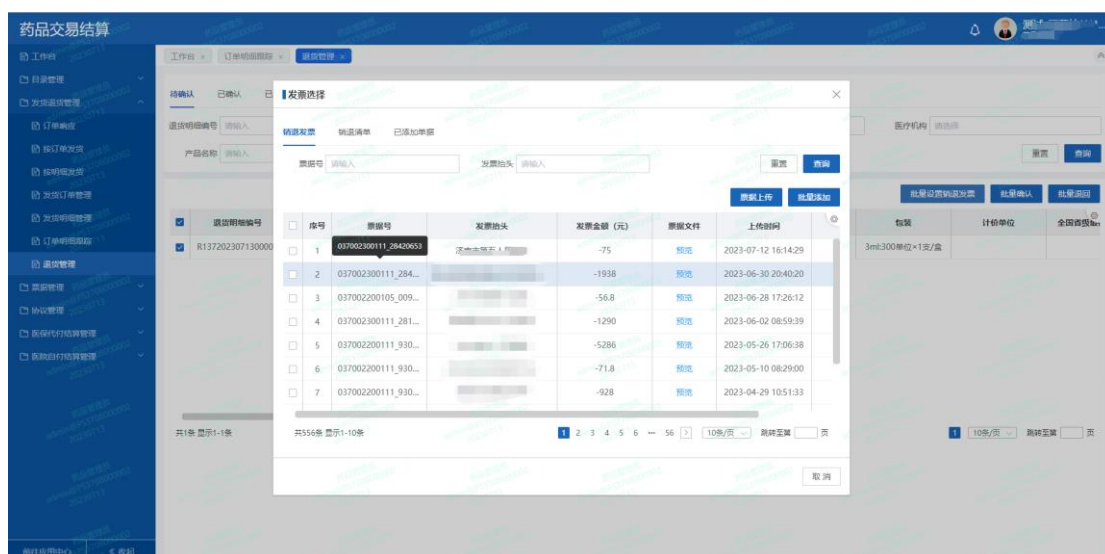 药品交易结算
工作台
目录管理
发货退货管理
订单响应
按订单发货
按明细发货
发货订单管理
发货明细管理
订单明细跟踪
退货管理
票据管理
协议管理
医保代付结算管理
医院自付结算管理
前往应用中心
收起
工作台 × 订单明细跟踪 × 退货管理 ×
待确认 已确认 已
退货明细编号 请输入
医疗机构 请选择
产品名称 请输入
重置 查询
批量设置销退发票 批量确认 批量退回
退货明细编号 包装 计价单位 全国省级
R137202307130000 3ml:300单位×1支/盒
共1条 显示1-1条
1 10条/页 跳转至第 页
发票选择
销退发票 销退清单 已添加单据
票据号 请输入 发票抬头 请输入 重置 查询
票据上传 批量添加
序号 票据号 发票抬头 发票金额 (元) 票据文件 上传时间
037002300111_28420653
1 -75 预览 2023-07-12 16:14:29
2 037002300111_284... -1938 预览 2023-06-30 20:40:20
3 037002200105_009... -56.8 预览 2023-06-28 17:26:12
4 037002300111_281... -1290 预览 2023-06-02 08:59:39
5 037002200111_930... -5286 预览 2023-05-26 17:06:38
6 037002200111_930... -71.8 预览 2023-05-10 08:29:00
7 037002200111_930... -928 预览 2023-04-29 10:51:33
共556条 显示1-10条
1 2 3 4 5 6 ··· 56 > 10条/页 跳转至第 页
取消